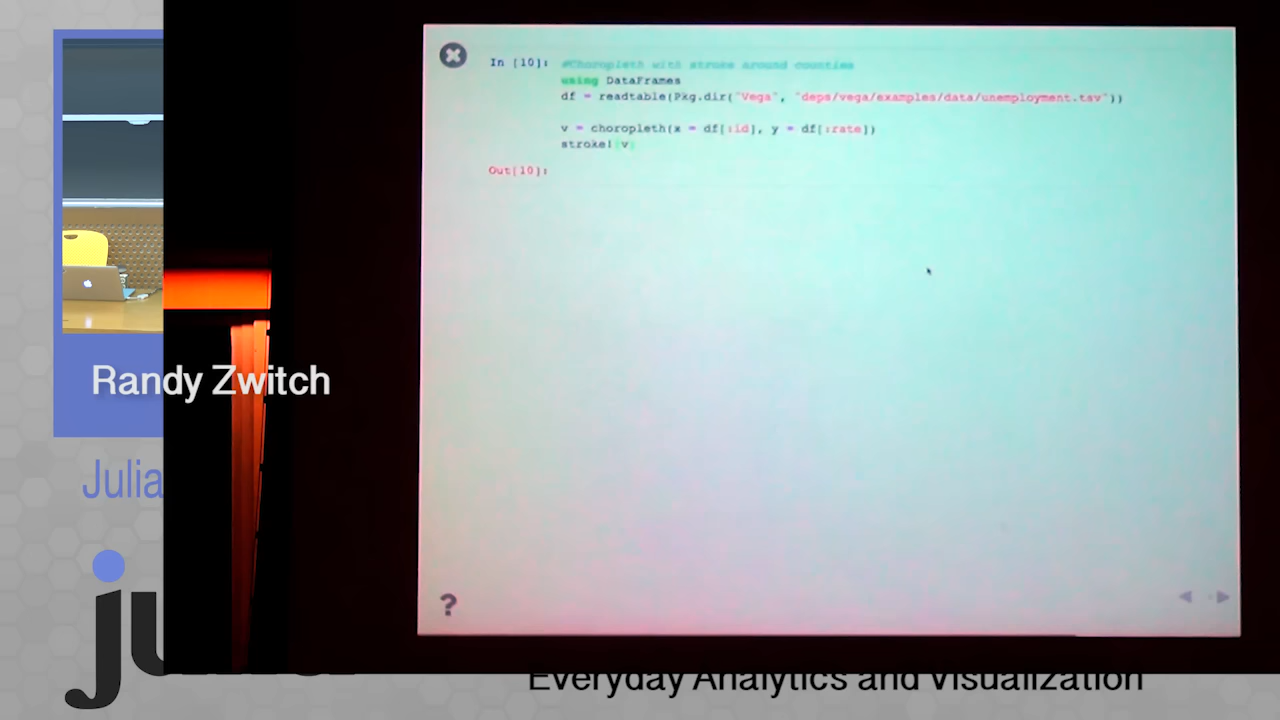 In [10]: #Choropleth with stroke around counties
using DataFrames
df = readtable(Pkg.dir("Vega", "deps/vega/examples/data/unemployment.tsv"))
v = choropleth(x = df[:id], y = df[:rate])
stroke!(v)
Out[10]:
?
Randy Zwitch
Julia
ju
Everyday Analytics and Visualization